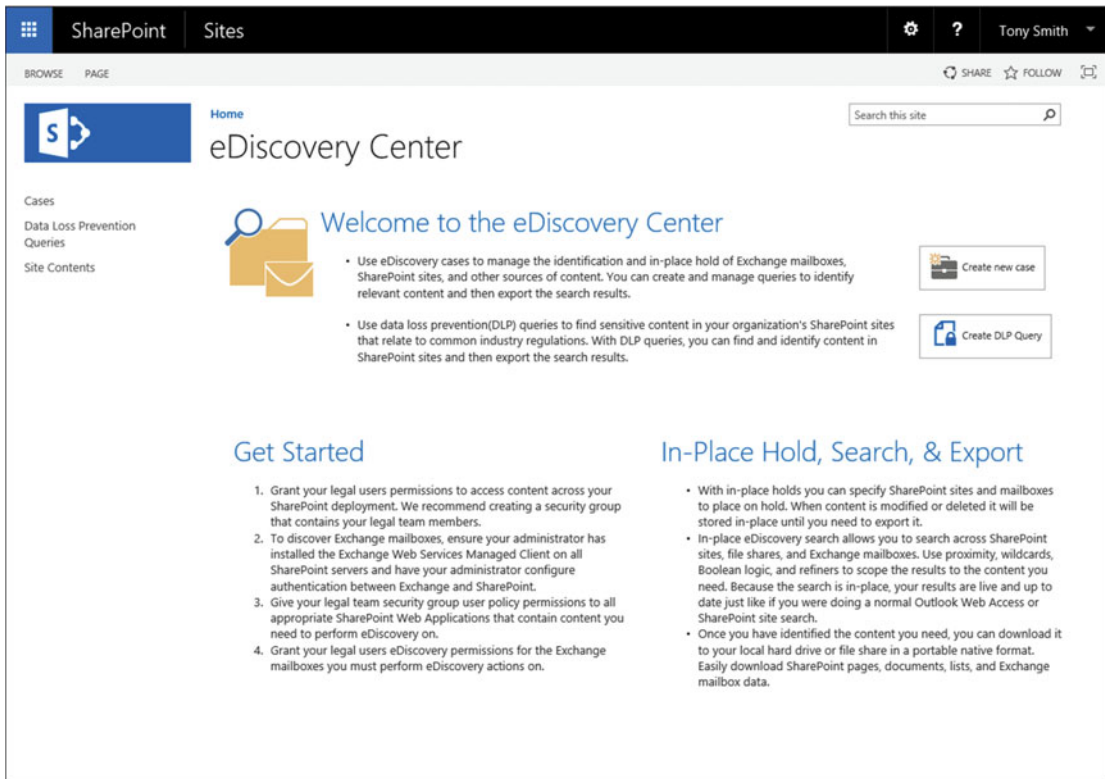 SharePoint Sites ? Tony Smith
BROWSE PAGE SHARE FOLLOW
S
Home
Search this site
eDiscovery Center
Cases
Data Loss Prevention
Queries
Site Contents
Welcome to the eDiscovery Center
• Use eDiscovery cases to manage the identification and in-place hold of Exchange mailboxes,
SharePoint sites, and other sources of content. You can create and manage queries to identify
relevant content and then export the search results.
• Use data loss prevention(DLP) queries to find sensitive content in your organization's SharePoint sites
that relate to common industry regulations. With DLP queries, you can find and identify content in
SharePoint sites and then export the search results.
Create new case
Create DLP Query
Get Started
1. Grant your legal users permissions to access content across your
SharePoint deployment. We recommend creating a security group
that contains your legal team members.
2. To discover Exchange mailboxes, ensure your administrator has
installed the Exchange Web Services Managed Client on all
SharePoint servers and have your administrator configure
authentication between Exchange and SharePoint.
3. Give your legal team security group user policy permissions to all
appropriate SharePoint Web Applications that contain content you
need to perform eDiscovery on.
4. Grant your legal users eDiscovery permissions for the Exchange
mailboxes you must perform eDiscovery actions on.
In-Place Hold, Search, & Export
• With in-place holds you can specify SharePoint sites and mailboxes
to place on hold. When content is modified or deleted it will be
stored in-place until you need to export it.
• In-place eDiscovery search allows you to search across SharePoint
sites, file shares, and Exchange mailboxes. Use proximity, wildcards,
Boolean logic, and refiners to scope the results to the content you
need. Because the search is in-place, your results are live and up to
date just like if you were doing a normal Outlook Web Access or
SharePoint site search.
• Once you have identified the content you need, you can download it
to your local hard drive or file share in a portable native format.
Easily download SharePoint pages, documents, lists, and Exchange
mailbox data.